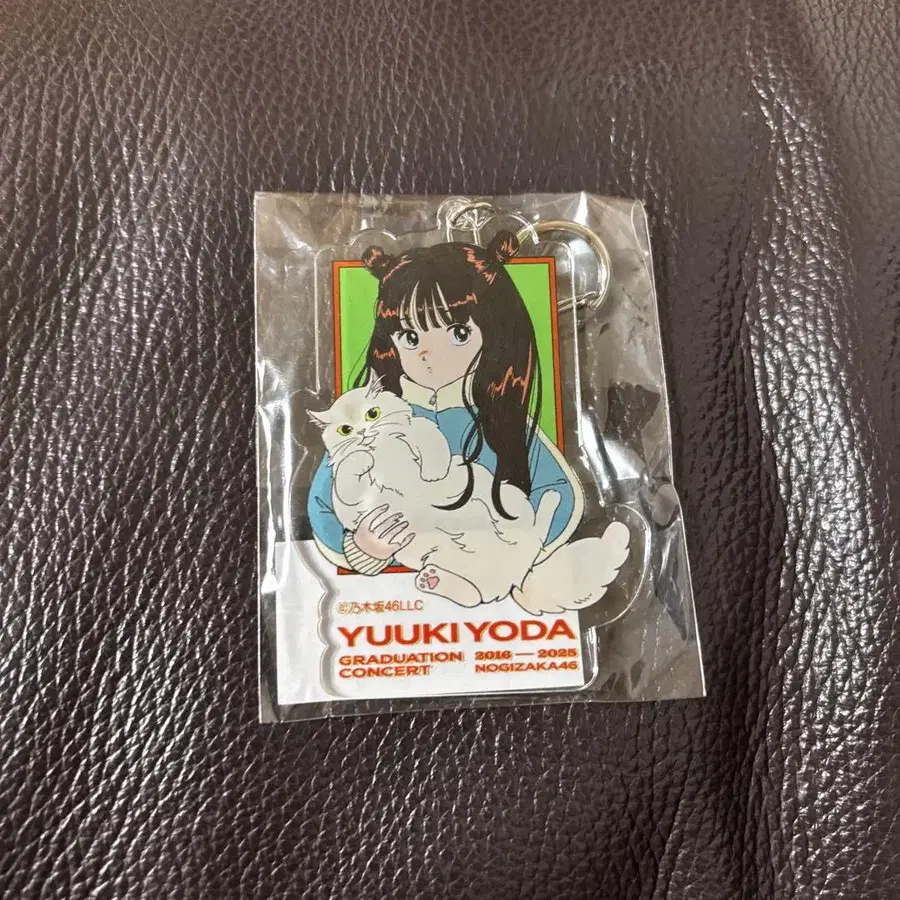 ©乃木坂46LLC
YUUKI YODA
GRADUATION CONCERT
2016 — 2025
NOGIZAKA46